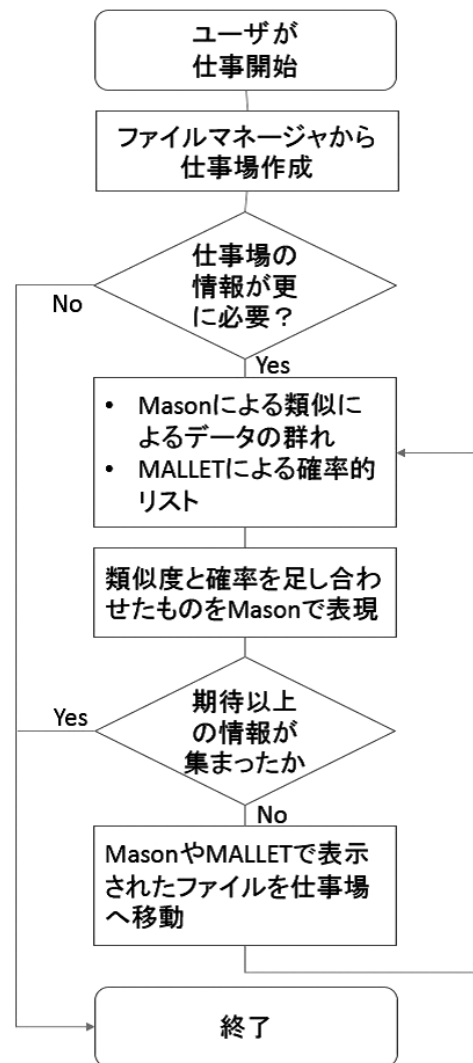 ユーザが
仕事開始
ファイルマネージャから
仕事場作成
仕事場の
情報が更
に必要？
No
Yes
• Masonによる類似に
よるデータの群れ
• MALLETによる確率的
リスト
類似度と確率を足し合わ
せたものをMasonで表現
期待以上
の情報が
集まったか
Yes
No
MasonやMALLETで表示
されたファイルを仕事場
へ移動
終了